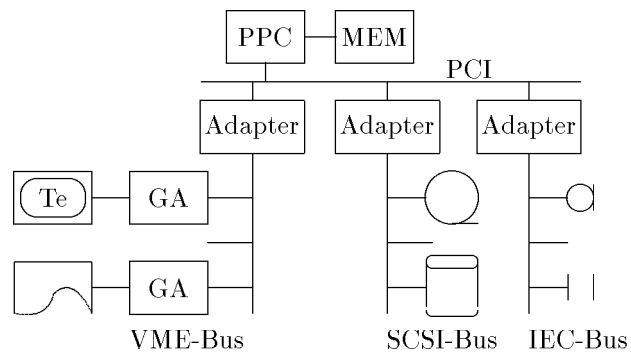 PPC MEM
PCI
Adapter Adapter Adapter
Te GA
GA
VME-Bus SCSI-Bus IEC-Bus